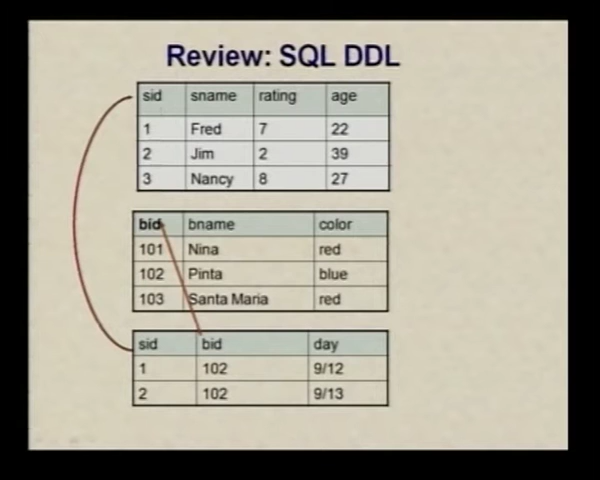 Review: SQL DDL
sid sname rating age
1 Fred 7 22
2 Jim 2 39
3 Nancy 8 27
bid bname color
101 Nina red
102 Pinta blue
103 Santa Maria red
sid bid day
1 102 9/12
2 102 9/13